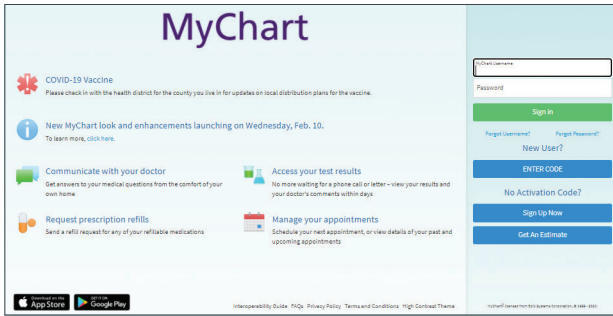 MyChart
COVID-19 Vaccine
Please check in with the health district for the county you live in for updates on local distribution plans for the vaccine.
New MyChart look and enhancements launching on Wednesday, Feb. 10.
To learn more, click here.
Communicate with your doctor
Get answers to your medical questions from the comfort of your
own home
Access your test results
No more waiting for a phone call or letter – view your results and
your doctor's comments within days
Request prescription refills
Send a refill request for any of your refillable medications
Manage your appointments
Schedule your next appointment, or view details of your past and
upcoming appointments
Download on the
App Store
GET IT ON
Google Play
Interoperability Guide FAQs Privacy Policy Terms and Conditions High Contrast Theme
MyChart Username
Password
Sign in
Forgot Username? Forgot Password?
New User?
ENTER CODE
No Activation Code?
Sign Up Now
Get An Estimate
MyChart® licensed from Epic Systems Corporation, © 1999 -